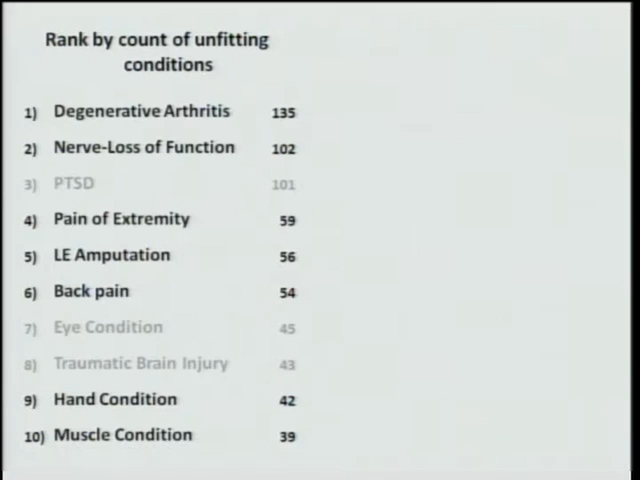 Rank by count of unfitting
conditions
1) Degenerative Arthritis 135
2) Nerve-Loss of Function 102
3) PTSD 101
4) Pain of Extremity 59
5) LE Amputation 56
6) Back pain 54
7) Eye Condition 45
8) Traumatic Brain Injury 43
9) Hand Condition 42
10) Muscle Condition 39